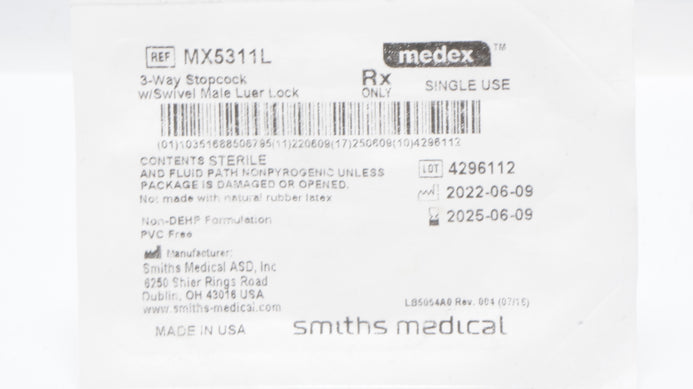 REF MX5311L
medex™
3-Way Stopcock
w/Swivel Male Luer Lock
Rx
ONLY
SINGLE USE
(01)10351688506795(11)220609(17)250609(10)4296112
CONTENTS STERILE
AND FLUID PATH NONPYROGENIC UNLESS
PACKAGE IS DAMAGED OR OPENED.
Not made with natural rubber latex
LOT 4296112
2022-06-09
2025-06-09
Non-DEHP Formulation
PVC Free
Manufacturer:
Smiths Medical ASD, Inc
6250 Shier Rings Road
Dublin, OH 43016 USA
www.smiths-medical.com
LB5054A0 Rev. 004 (07/16)
MADE IN USA
smiths medical